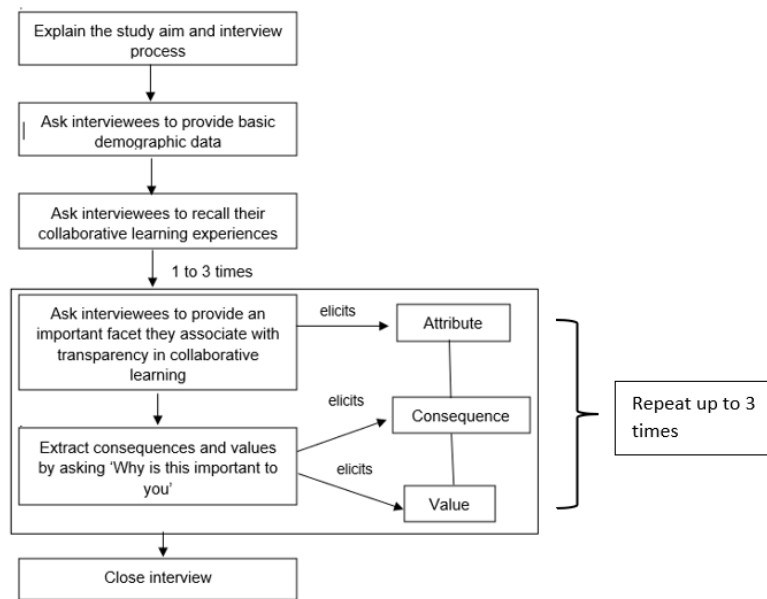 Explain the study aim and interview
process
Ask interviewees to provide basic
demographic data
Ask interviewees to recall their
collaborative learning experiences
1 to 3 times
Ask interviewees to provide an
important facet they associate with
transparency in collaborative
learning
elicits
Attribute
elicits
Consequence
Extract consequences and values
by asking ‘Why is this important to
you’
elicits
Value
Repeat up to 3
times
Close interview